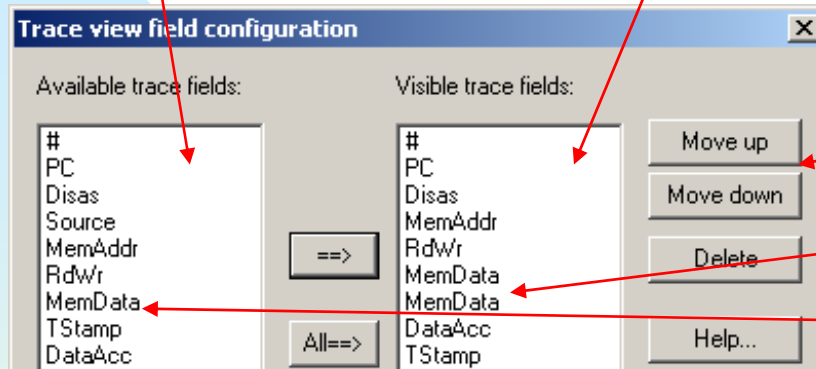 Trace view field configuration
Available trace fields:
Visible trace fields:
#
PC
Disas
Source
MemAddr
RdWr
MemData
TStamp
DataAcc
==>
All==>
#
PC
Disas
MemAddr
RdWr
MemData
MemData
DataAcc
TStamp
Move up
Move down
Delete
Help...